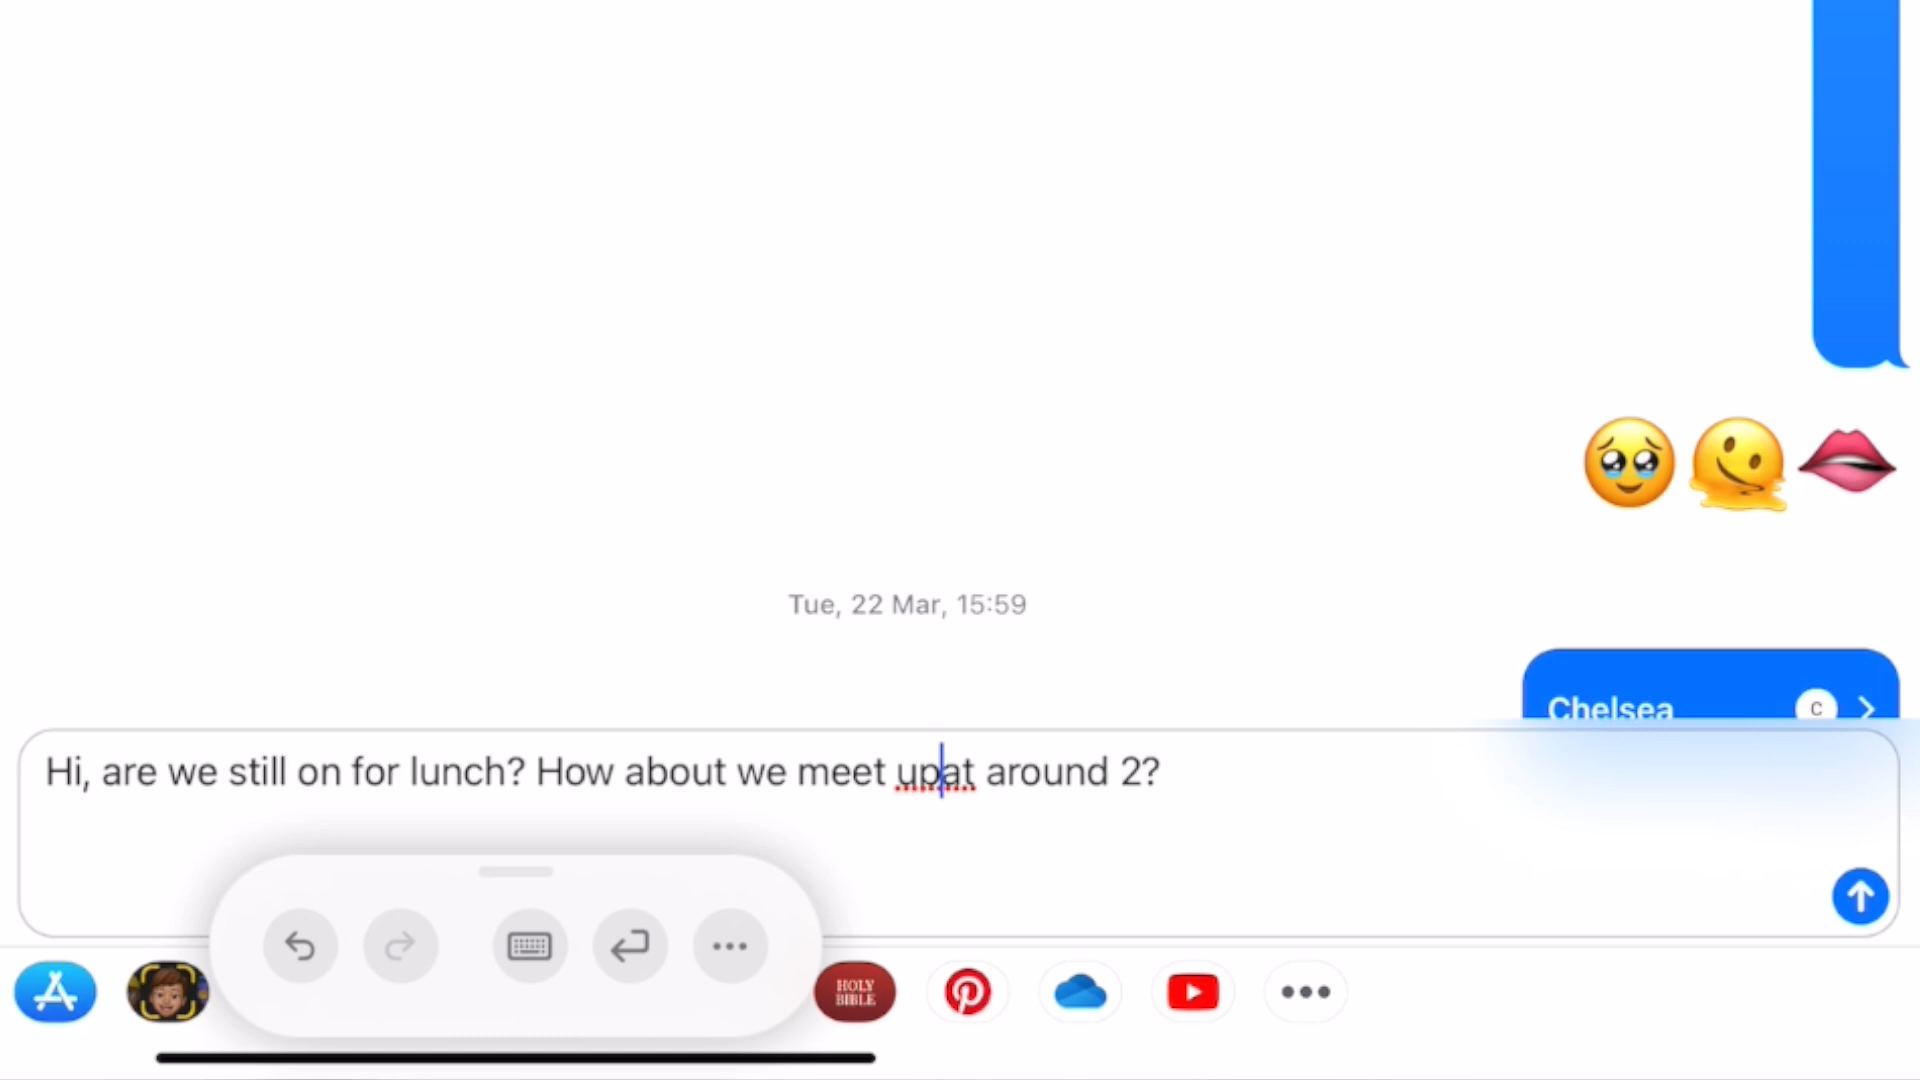 Tue, 22 Mar, 15:59
Chelsea
C
Hi, are we still on for lunch? How about we meet upat around 2?
HOLY
BIBLE